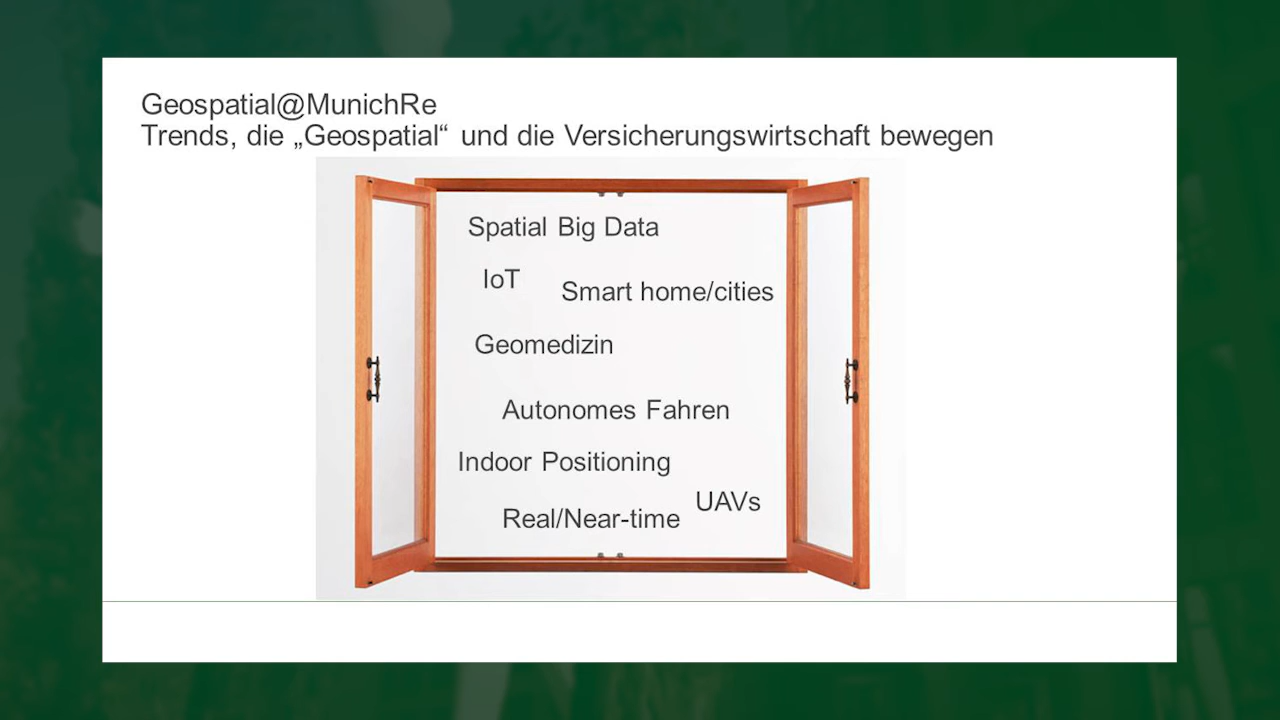 Geospatial@MunichRe
Trends, die „Geospatial“ und die Versicherungswirtschaft bewegen
Spatial Big Data
IoT
Smart home/cities
Geomedizin
Autonomes Fahren
Indoor Positioning
UAVs
Real/Near-time